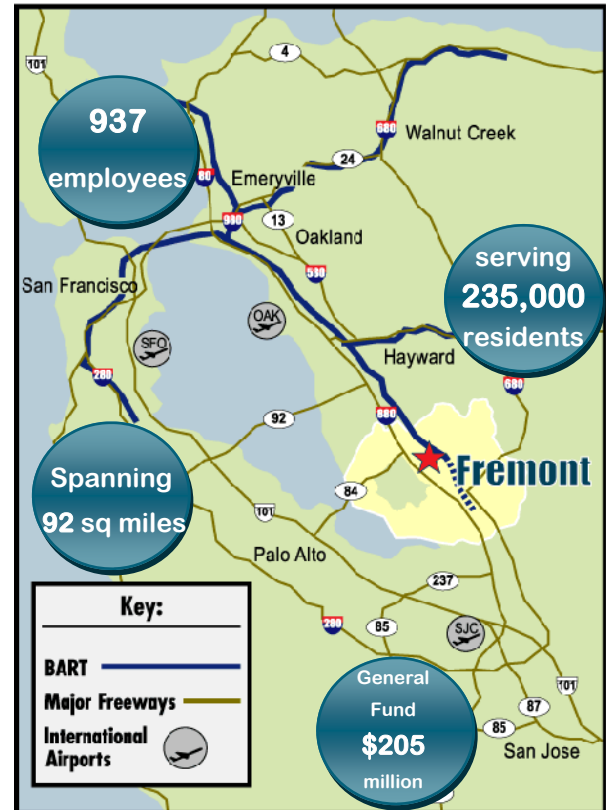 4
101
937
employees
680
Walnut Creek
24
80
Emeryville
980
13
Oakland
580
serving
235,000
residents
San Francisco
OAK
SFO
Hayward
280
680
92
880
Spanning
92 sq miles
Fremont
84
101
Palo Alto
237
Key:
280
85
SJC
BART
General
Fund
$205
million
101
Major Freeways
87
International
Airports
85
San Jose